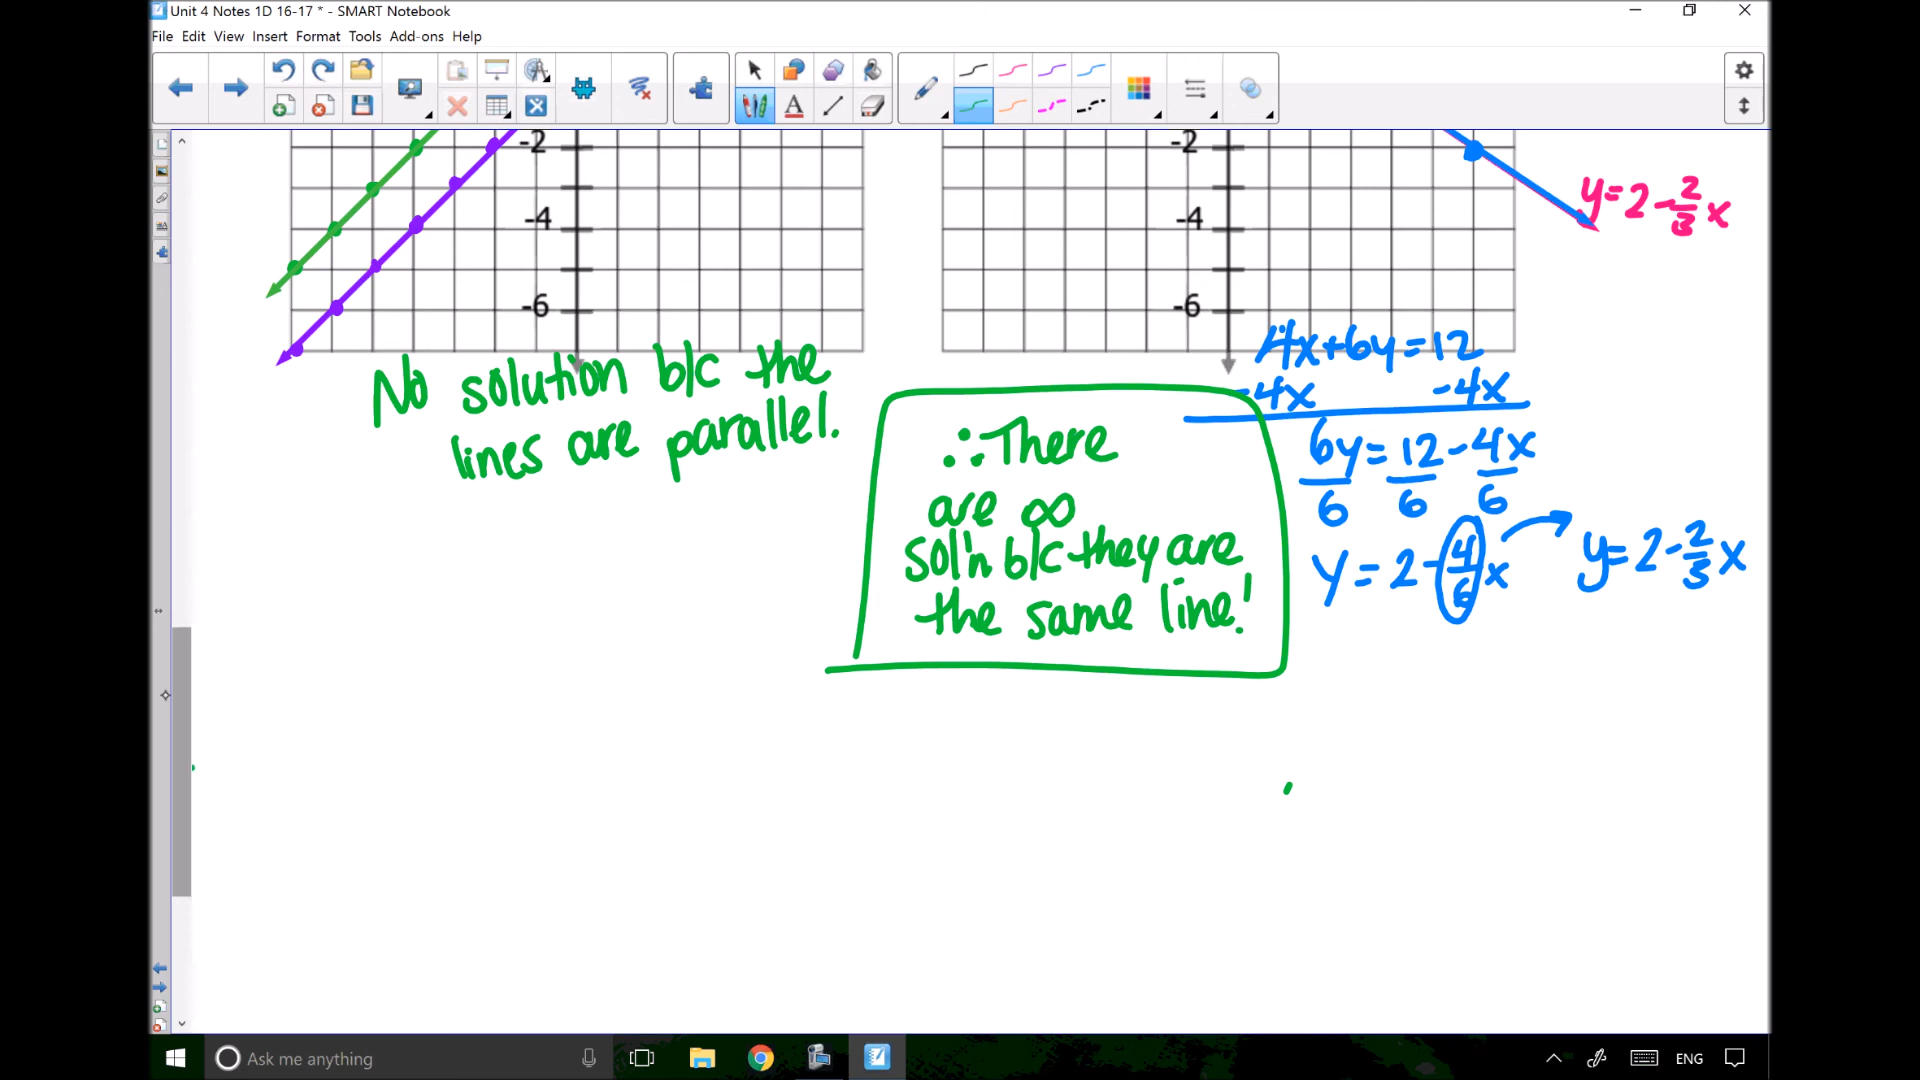 Unit 4 Notes 1D 16-17 * - SMART Notebook
File Edit View Insert Format Tools Add-ons Help
-2
-4
-6
No solution b/c the
lines are parallel.
-2
-4
-6
y=2-2/3x
4x+6y=12
-4x -4x
6y=12-4x
6 6 6
y=2-4/6x
y=2-2/3x
∴There
are ∞
sol'n b/c they are
the same line!
Ask me anything
ENG